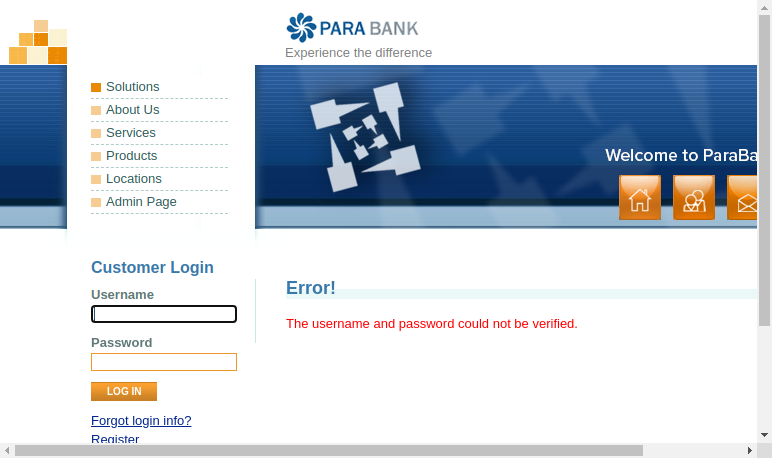 PARA BANK
Experience the difference
Solutions
About Us
Services
Products
Locations
Admin Page
Welcome to ParaBa
Customer Login
Username
Password
LOG IN
Forgot login info?
Register
Error!
The username and password could not be verified.